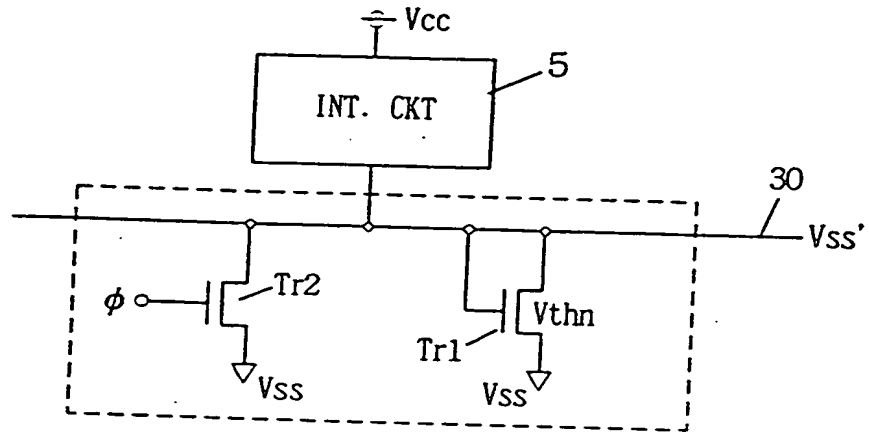 Vcc
5
INT. CKT
30
Vss'
ϕ
Tr2
Vthn
Tr1
Vss
Vss